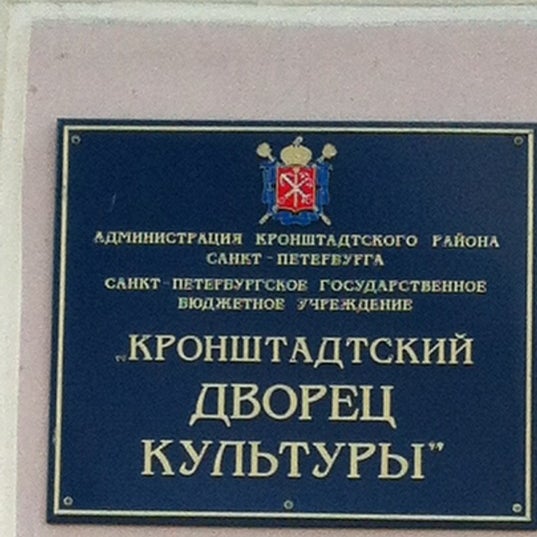 АДМИНИСТРАЦИЯ КРОНШТАДТСКОГО РАЙОНА
САНКТ-ПЕТЕРБУРГА
САНКТ-ПЕТЕРБУРГСКОЕ ГОСУДАРСТВЕННОЕ
БЮДЖЕТНОЕ УЧРЕЖДЕНИЕ
„КРОНШТАДТСКИЙ
ДВОРЕЦ
КУЛЬТУРЫ”